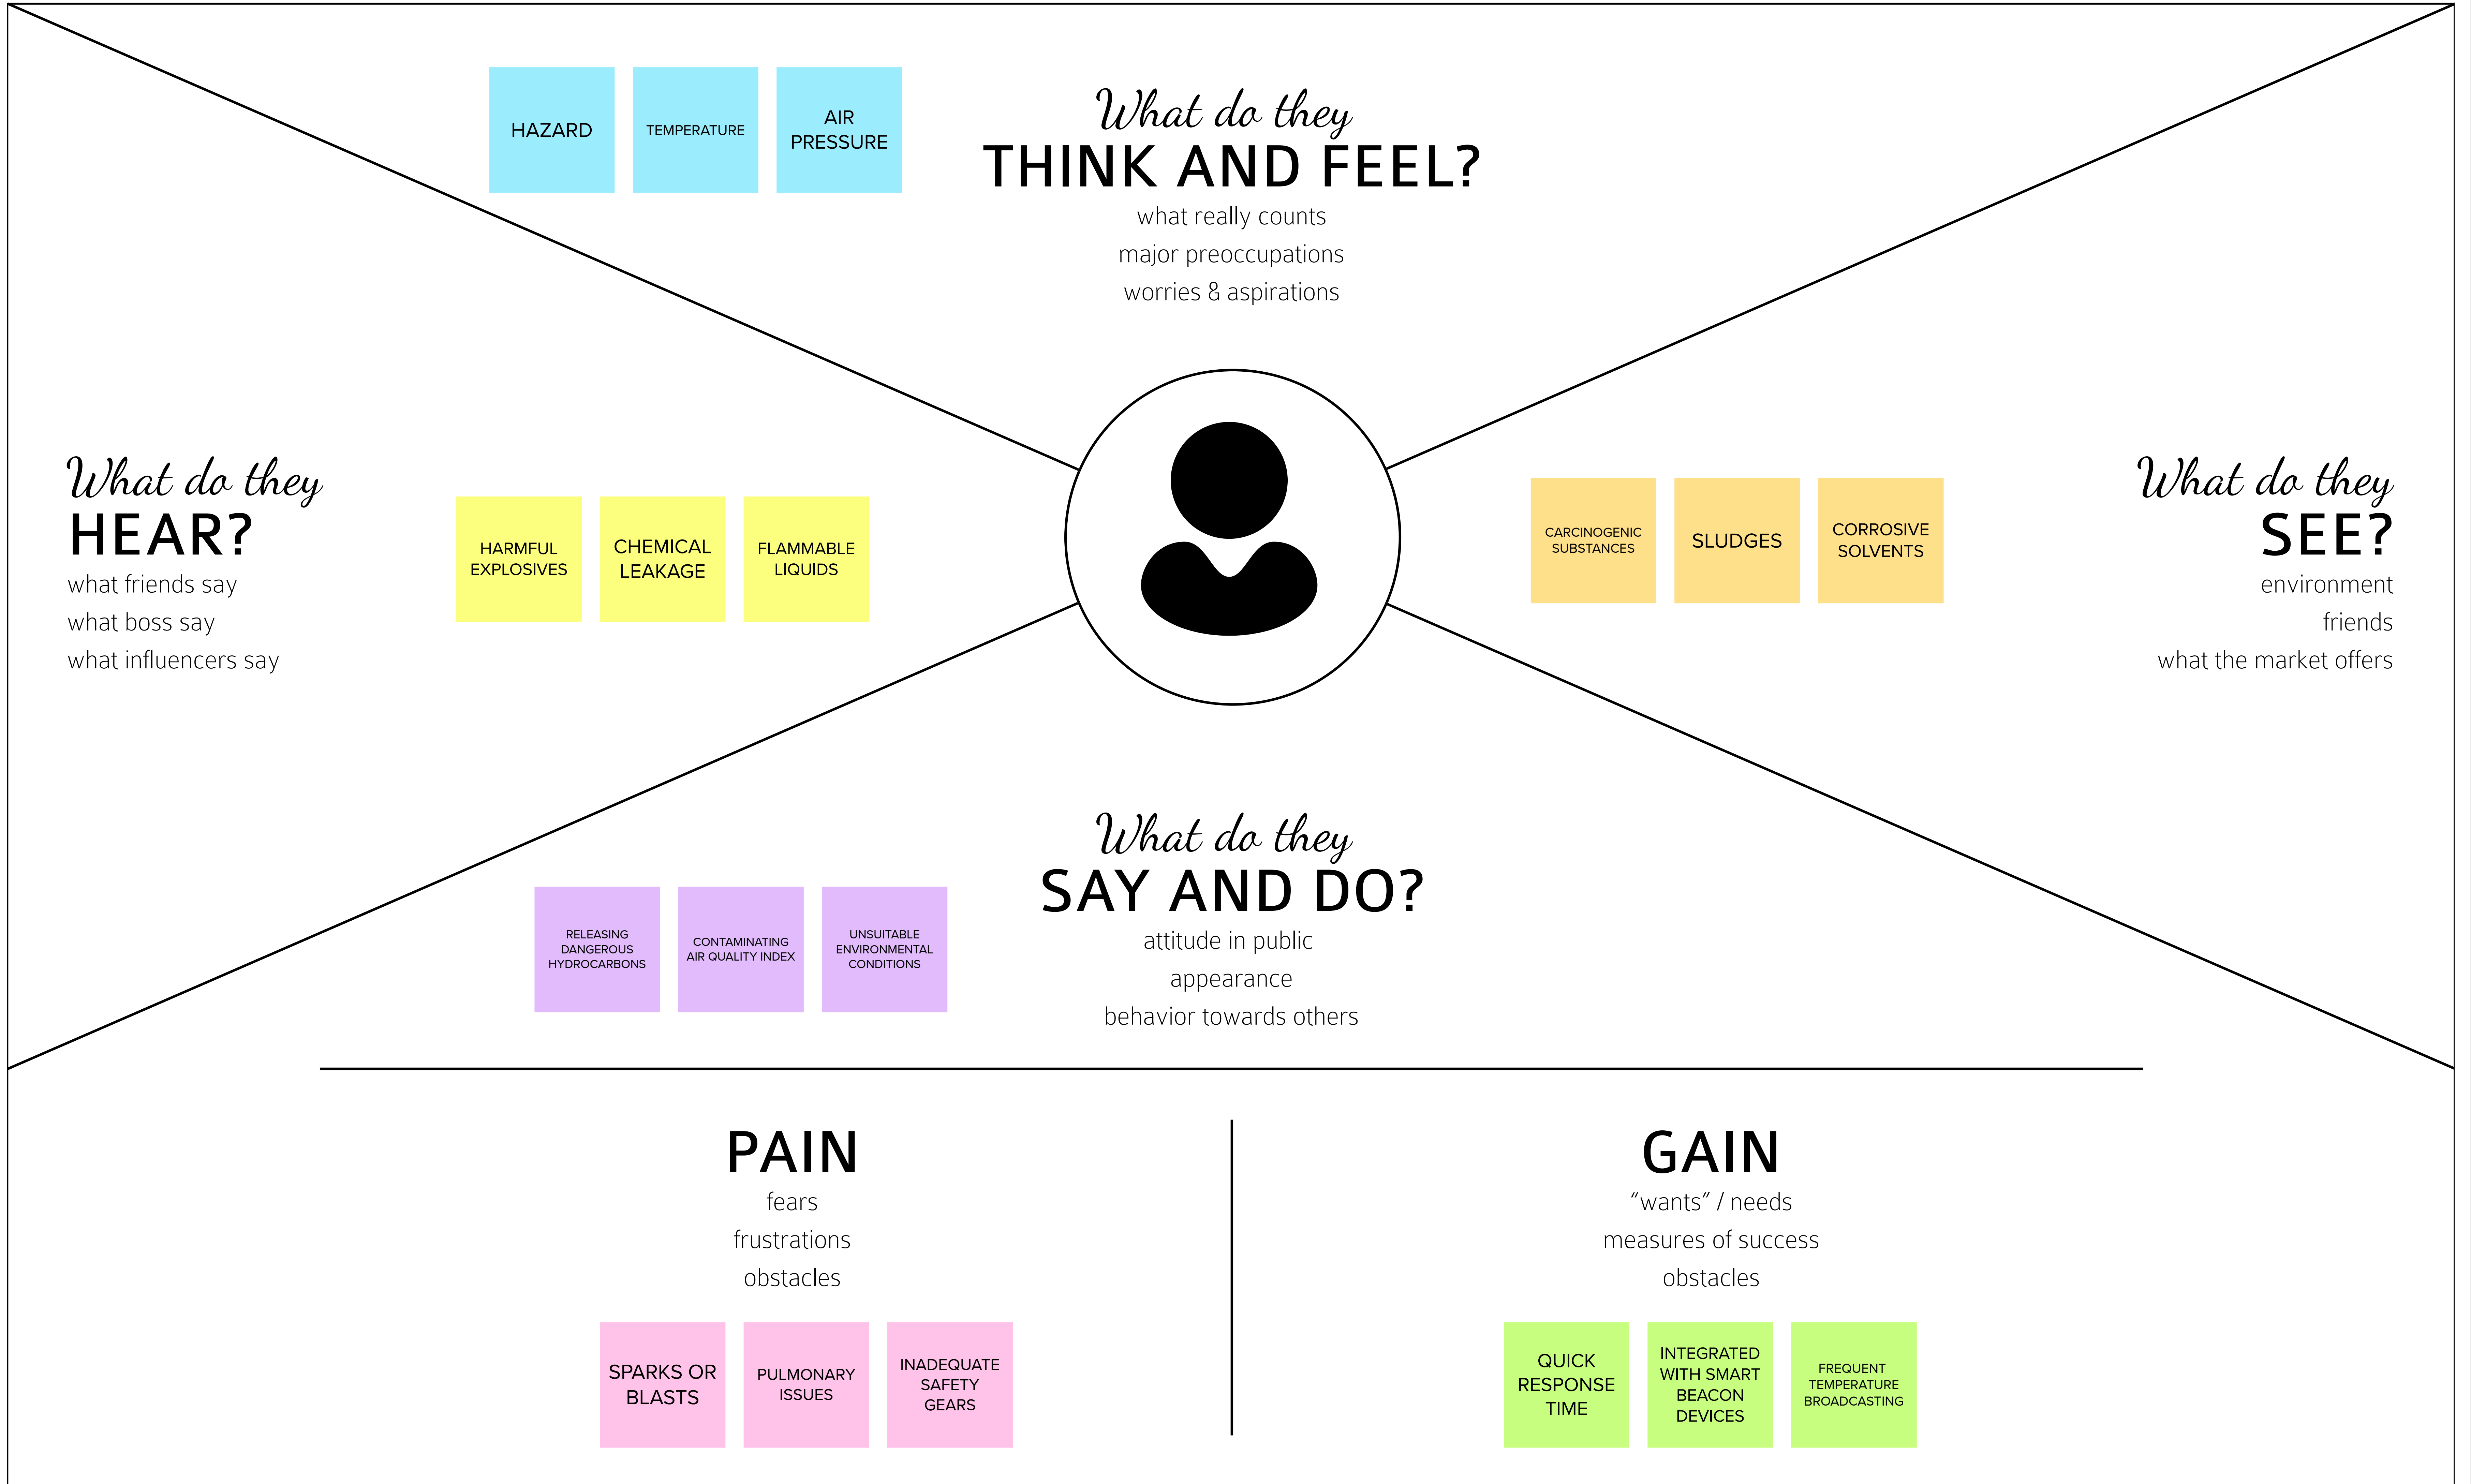 HAZARD
TEMPERATURE
AIR
PRESSURE
What do they
THINK AND FEEL?
what really counts
major preoccupations
worries & aspirations
What do they
HEAR?
what friends say
what boss say
what influencers say
HARMFUL
EXPLOSIVES
CHEMICAL
LEAKAGE
FLAMMABLE
LIQUIDS
CARCINOGENIC
SUBSTANCES
SLUDGES
CORROSIVE
SOLVENTS
What do they
SEE?
environment
friends
what the market offers
What do they
SAY AND DO?
attitude in public
appearance
behavior towards others
RELEASING
DANGEROUS
HYDROCARBONS
CONTAMINATING
AIR QUALITY INDEX
UNSUITABLE
ENVIRONMENTAL
CONDITIONS
PAIN
fears
frustrations
obstacles
SPARKS OR
BLASTS
PULMONARY
ISSUES
INADEQUATE
SAFETY
GEARS
GAIN
“wants” / needs
measures of success
obstacles
QUICK
RESPONSE
TIME
INTEGRATED
WITH SMART
BEACON
DEVICES
FREQUENT
TEMPERATURE
BROADCASTING